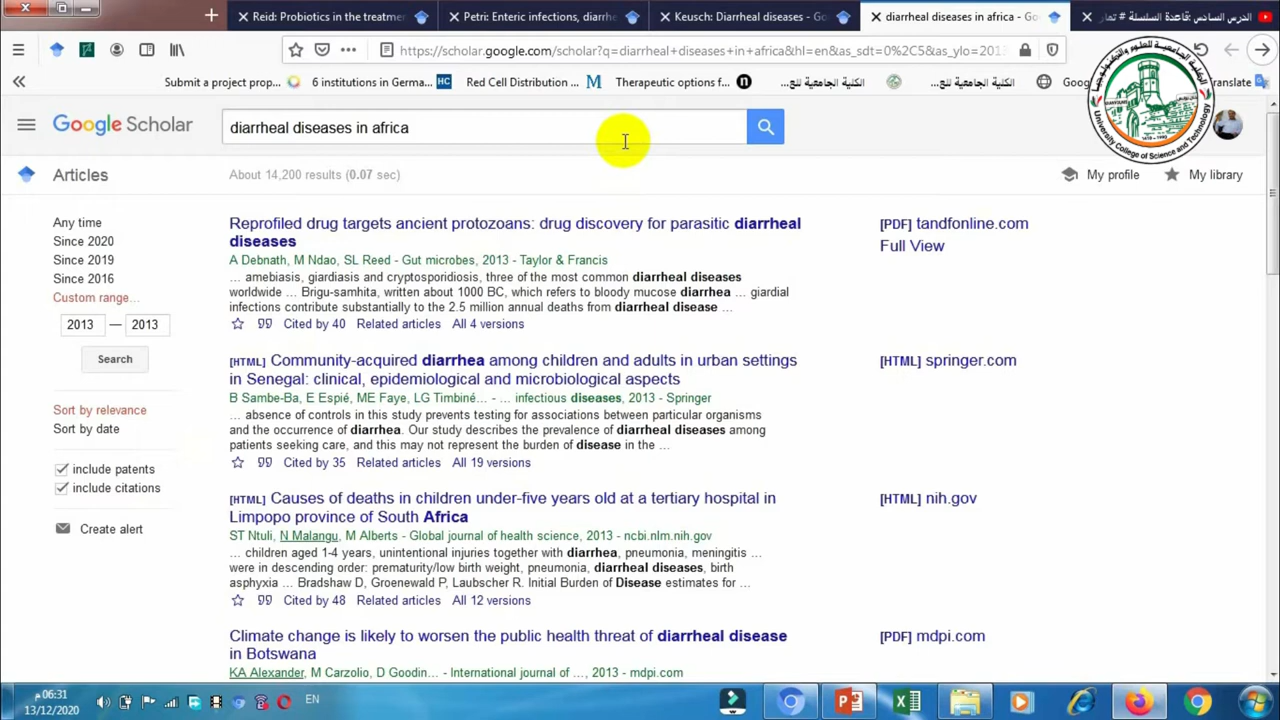 Reid: Probiotics in the treatmen
Petri: Enteric infections, diarrhe
Keusch: Diarrheal diseases - Go
diarrheal diseases in africa - Go
الدرس السادس :قاعدة السلسلة # تمار
https://scholar.google.com/scholar?q=diarrheal+diseases+in+africa&hl=en&as_sdt=0%2C5&as_ylo=2013
Submit a project prop...
6 institutions in Germa...
HC
Red Cell Distribution ...
M
Therapeutic options f...
n
الكلية الجامعية للع...
الكلية الجامعية للع...
Goog
Translate
الكلية الجامعية للعلوم والتكنولوجيا
University College of Science and Technology
Google Scholar
diarrheal diseases in africa
Articles
About 14,200 results (0.07 sec)
My profile
My library
Any time
Since 2020
Since 2019
Since 2016
Custom range...
2013 — 2013
Search
Sort by relevance
Sort by date
include patents
include citations
Create alert
Reprofiled drug targets ancient protozoans: drug discovery for parasitic diarrheal
diseases
A Debnath, M Ndao, SL Reed - Gut microbes, 2013 - Taylor & Francis
... amebiasis, giardiasis and cryptosporidiosis, three of the most common diarrheal diseases
worldwide ... Brigu-samhita, written about 1000 BC, which refers to bloody mucose diarrhea ... giardial
infections contribute substantially to the 2.5 million annual deaths from diarrheal disease ...
Cited by 40 Related articles All 4 versions
[PDF] tandfonline.com
Full View
[HTML] Community-acquired diarrhea among children and adults in urban settings
in Senegal: clinical, epidemiological and microbiological aspects
B Sambe-Ba, E Espié, ME Faye, LG Timbiné... - ... infectious diseases, 2013 - Springer
... absence of controls in this study prevents testing for associations between particular organisms
and the occurrence of diarrhea. Our study describes the prevalence of diarrheal diseases among
patients seeking care, and this may not represent the burden of disease in the ...
Cited by 35 Related articles All 19 versions
[HTML] springer.com
[HTML] Causes of deaths in children under-five years old at a tertiary hospital in
Limpopo province of South Africa
ST Ntuli, N Malangu, M Alberts - Global journal of health science, 2013 - ncbi.nlm.nih.gov
... children aged 1-4 years, unintentional injuries together with diarrhea, pneumonia, meningitis ...
were in descending order: prematurity/low birth weight, pneumonia, diarrheal diseases, birth
asphyxia ... Bradshaw D, Groenewald P, Laubscher R. Initial Burden of Disease estimates for ...
Cited by 48 Related articles All 12 versions
[HTML] nih.gov
Climate change is likely to worsen the public health threat of diarrheal disease
in Botswana
KA Alexander, M Carzolio, D Goodin... - International journal of ..., 2013 - mdpi.com
[PDF] mdpi.com
06:31 م
13/12/2020
EN